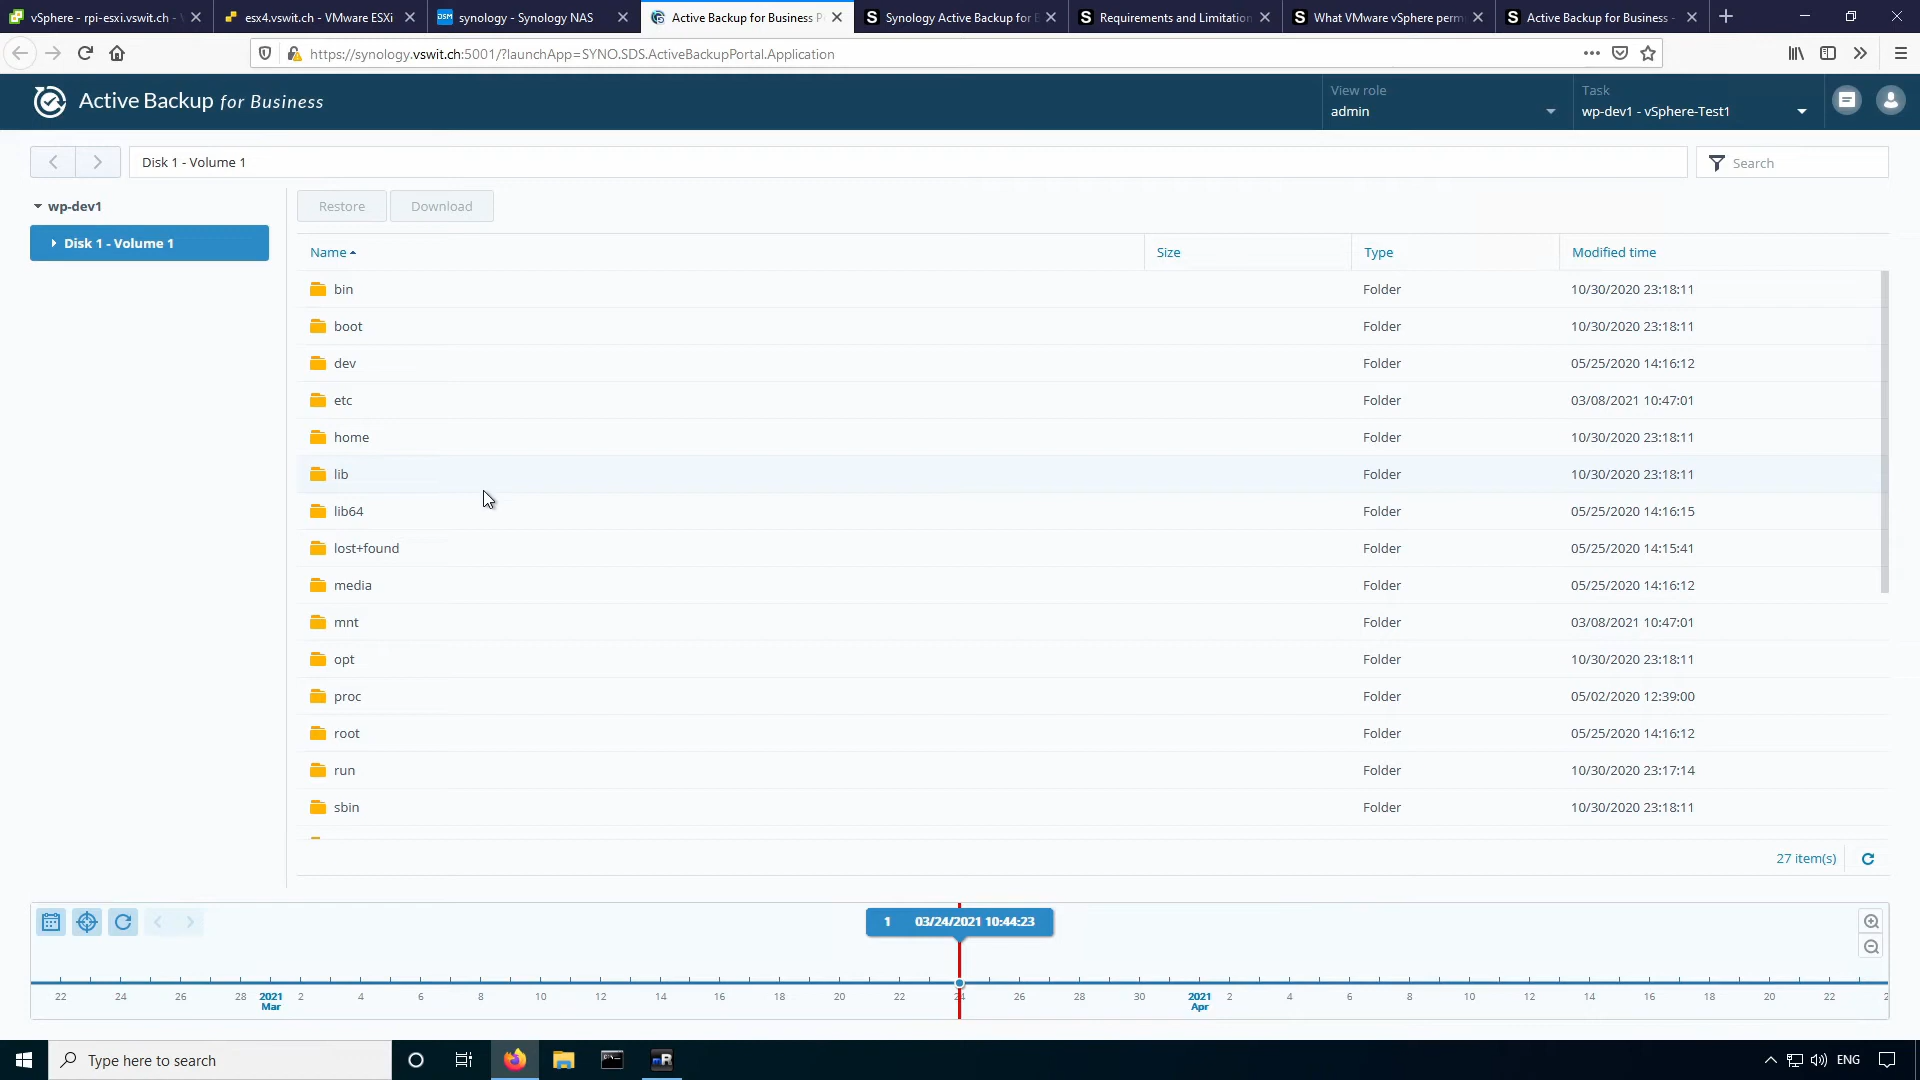 vSphere - rpi-esxi.vswit.ch -
esx4.vswit.ch - VMware ESXi
synology - Synology NAS
Active Backup for Business P
Synology Active Backup for B
Requirements and Limitation
What VMware vSphere perm
Active Backup for Business -
https://synology.vswit.ch:5001/?launchApp=SYNO.SDS.ActiveBackupPortal.Application
Active Backup for Business
View role
admin
Task
wp-dev1 - vSphere-Test1
Disk 1 - Volume 1
Search
wp-dev1
Disk 1 - Volume 1
Restore
Download
Name Size Type Modified time
bin Folder 10/30/2020 23:18:11
boot Folder 10/30/2020 23:18:11
dev Folder 05/25/2020 14:16:12
etc Folder 03/08/2021 10:47:01
home Folder 10/30/2020 23:18:11
lib Folder 10/30/2020 23:18:11
lib64 Folder 05/25/2020 14:16:15
lost+found Folder 05/25/2020 14:15:41
media Folder 05/25/2020 14:16:12
mnt Folder 03/08/2021 10:47:01
opt Folder 10/30/2020 23:18:11
proc Folder 05/02/2020 12:39:00
root Folder 05/25/2020 14:16:12
run Folder 10/30/2020 23:17:14
sbin Folder 10/30/2020 23:18:11
27 item(s)
1 03/24/2021 10:44:23
22 24 26 28 2021 2 4 6 8 10 12 14 16 18 20 22 24 26 28 30 2021 2 4 6 8 10 12 14 16 18 20 22
Mar Apr
Type here to search
ENG